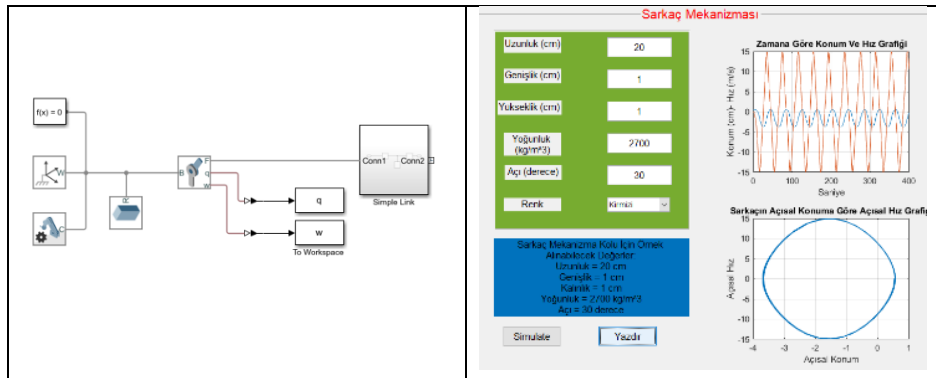 f(x) = 0
W
C
R
B
F
q
w
Conn1
Conn2
Simple Link
q
w
To Workspace
Sarkaç Mekanizması
Uzunluk (cm)
20
Genişlik (cm)
1
Yukseklik (cm)
1
Yoğunluk
(kg/m^3)
2700
Açı (derece)
30
Renk
Kirmizi
Sarkaç Mekanizma Kolu İçin Örnek
Alınabilecek Değerler:
Uzunluk = 20 cm
Genişlik = 1 cm
Kalınlık = 1 cm
Yoğunluk = 2700 kg/m^3
Açı = 30 derece
Simulate
Yazdır
Zamana Göre Konum Ve Hız Grafiği
Konum (cm)- Hız (m/s)
15
10
5
0
-5
-10
-15
0 100 200 300 400
Saniye
Sarkaçın Açısal Konuma Göre Açısal Hız Grafiğ
Açısal Hız
15
10
5
0
-5
-10
-15
-4 -3 -2 -1 0 1
Açısal Konum